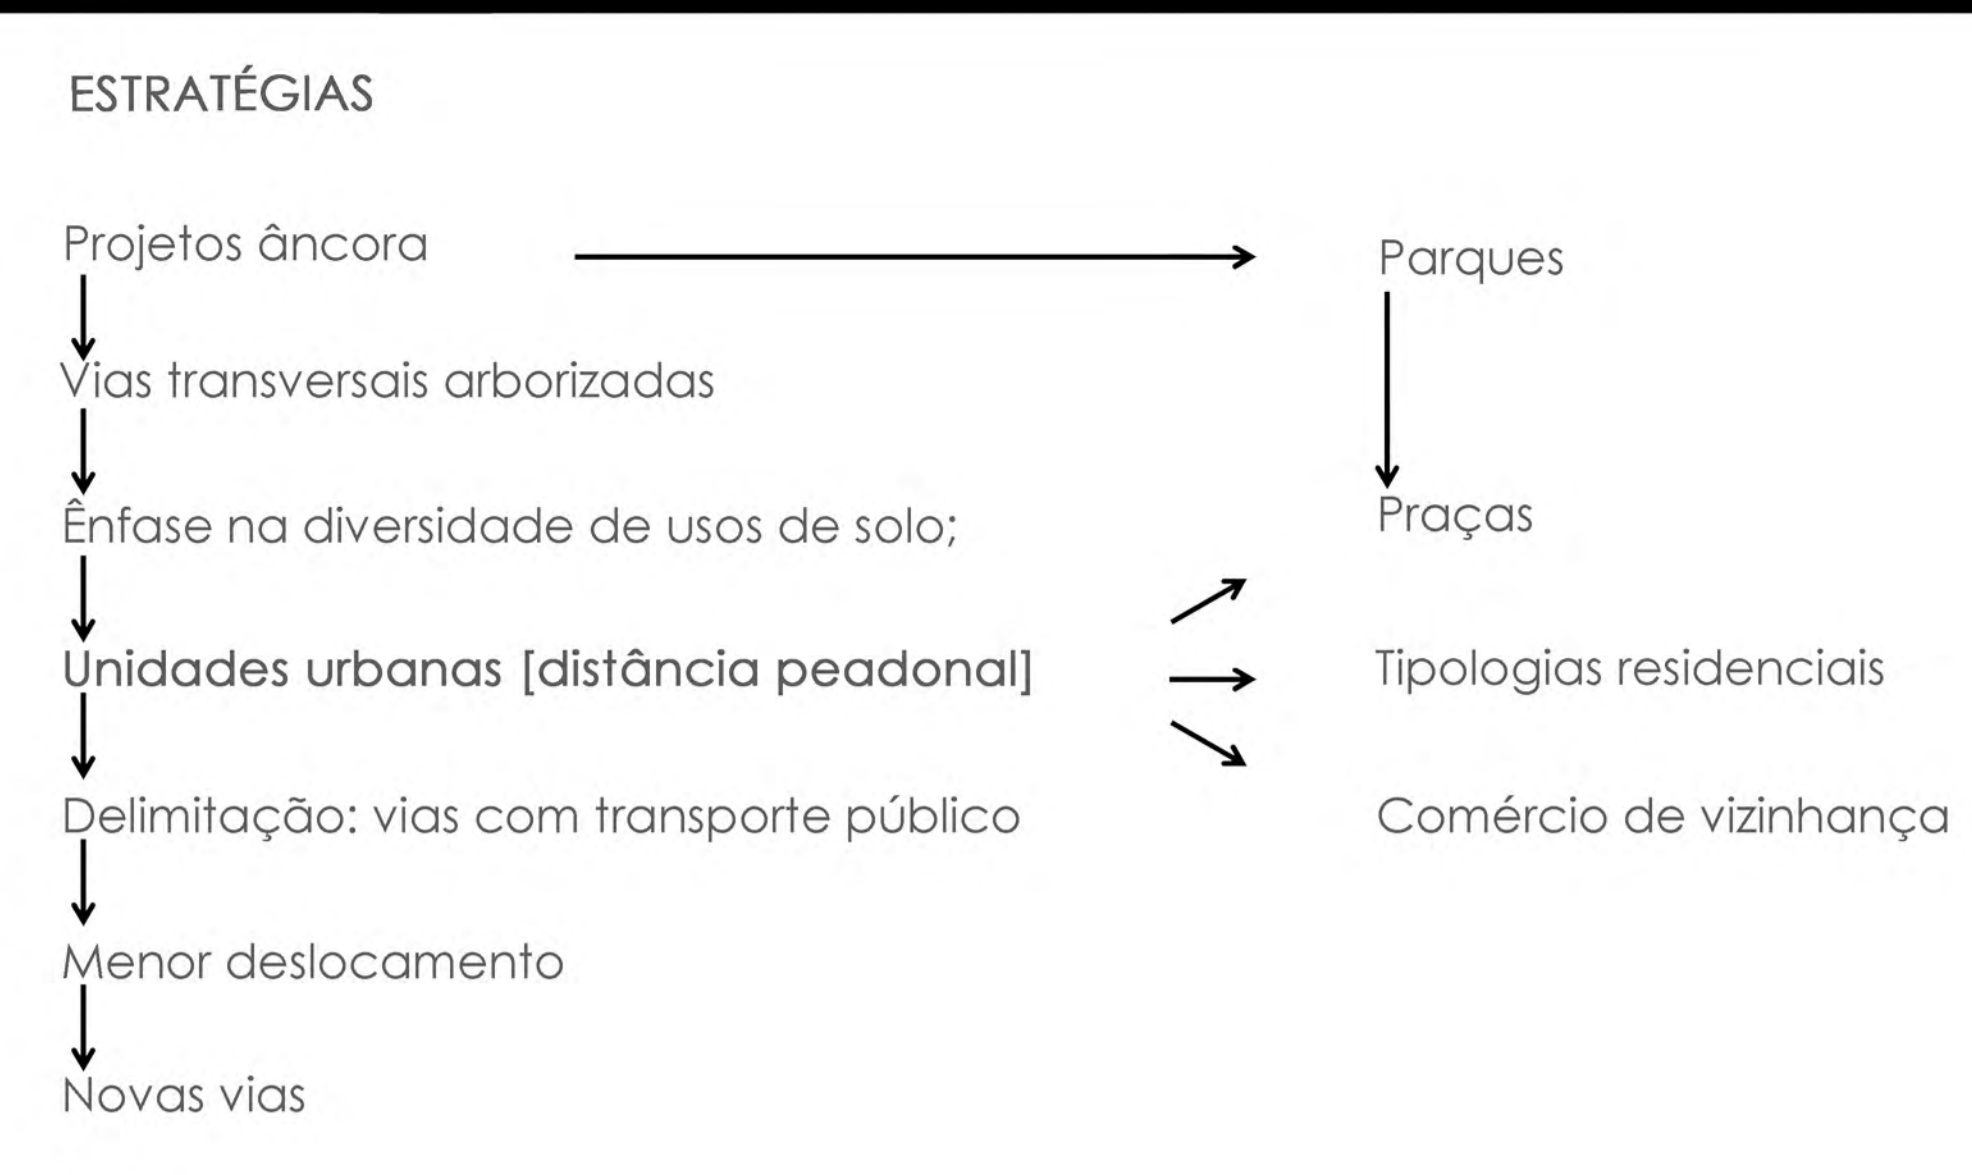 ESTRATÉGIAS
Projetos âncora
Parques
Vias transversais arborizadas
Ênfase na diversidade de usos de solo;
Praças
Unidades urbanas [distância peadonal]
Tipologias residenciais
Delimitação: vias com transporte público
Comércio de vizinhança
Menor deslocamento
Novas vias